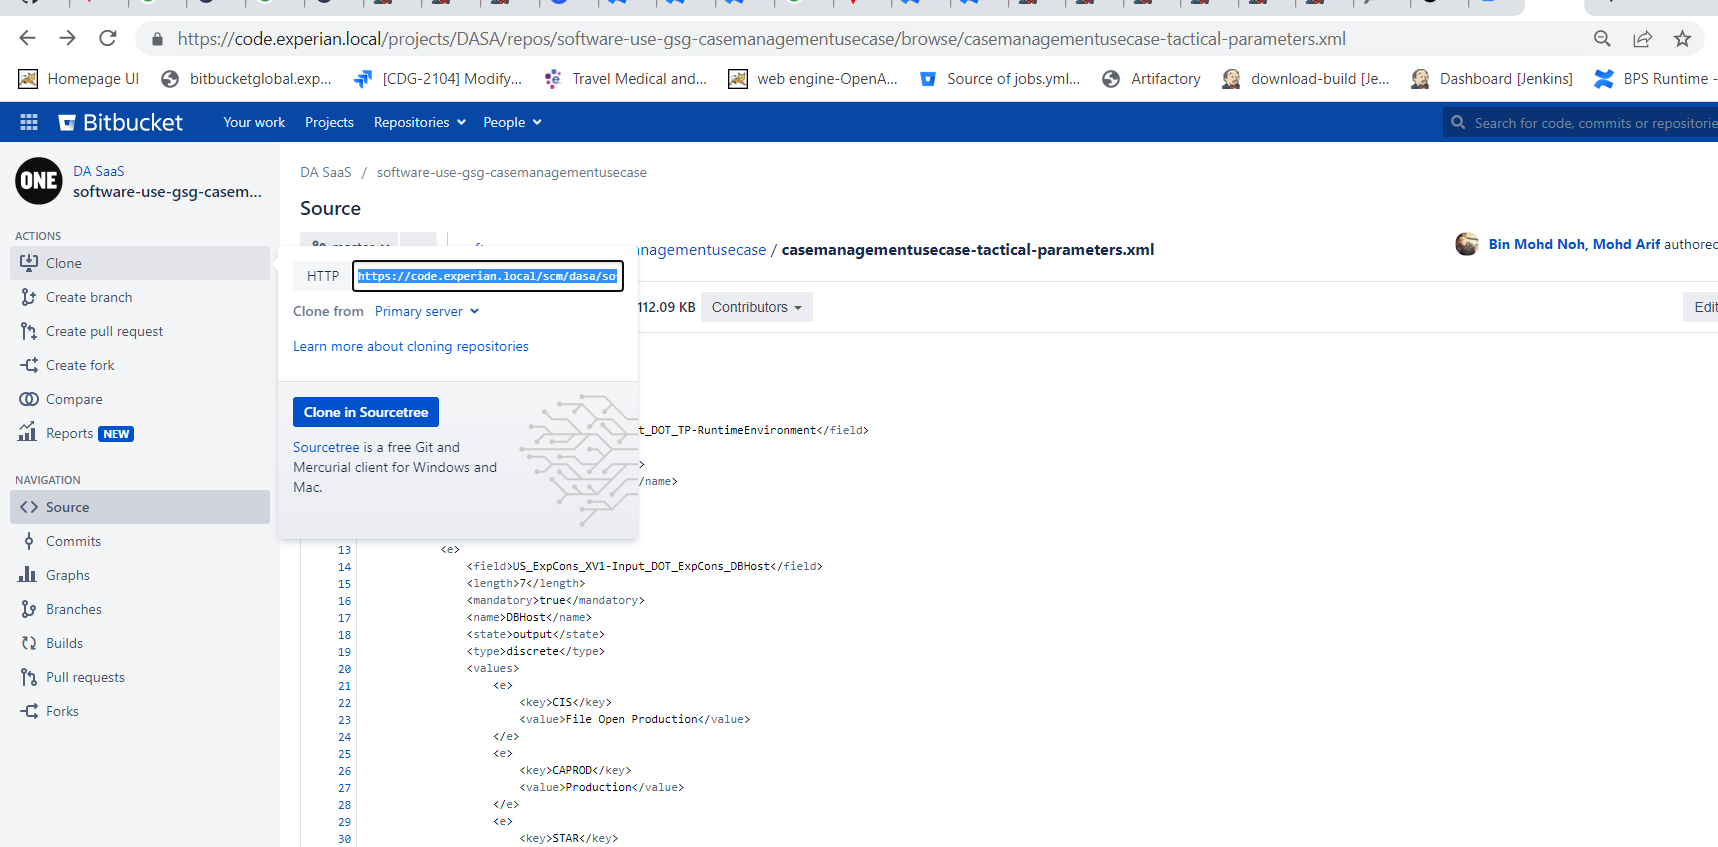 https://code.experian.local/projects/DASA/repos/software-use-gsg-casemanagementusecase/browse/casemanagementusecase-tactical-parameters.xml
Homepage UI
bitbucketglobal.exp...
[CDG-2104] Modify...
Travel Medical and...
web engine-OpenA...
Source of jobs.yml...
Artifactory
download-build [Je...
Dashboard [Jenkins]
BPS Runtime -
Bitbucket
Your work
Projects
Repositories
People
Search for code, commits or repositorie
ONE
DA SaaS
software-use-gsg-casem...
ACTIONS
Clone
Create branch
Create pull request
Create fork
Compare
Reports NEW
NAVIGATION
Source
Commits
Graphs
Branches
Builds
Pull requests
Forks
DA SaaS / software-use-gsg-casemanagementusecase
Source
master
nagementusecase / casemanagementusecase-tactical-parameters.xml
Bin Mohd Noh, Mohd Arif authored
HTTP
https://code.experian.local/scm/dasa/so
Clone from Primary server
Learn more about cloning repositories
Clone in Sourcetree
Sourcetree is a free Git and
Mercurial client for Windows and
Mac.
112.09 KB
Contributors
Edit
t_DOT_TP-RuntimeEnvironment</field>
>
/name>
13 <e>
14 <field>US_ExpCons_XV1-Input_DOT_ExpCons_DBHost</field>
15 <length>7</length>
16 <mandatory>true</mandatory>
17 <name>DBHost</name>
18 <state>output</state>
19 <type>discrete</type>
20 <values>
21 <e>
22 <key>CIS</key>
23 <value>File Open Production</value>
24 </e>
25 <e>
26 <key>CAPROD</key>
27 <value>Production</value>
28 </e>
29 <e>
30 <key>STAR</key>